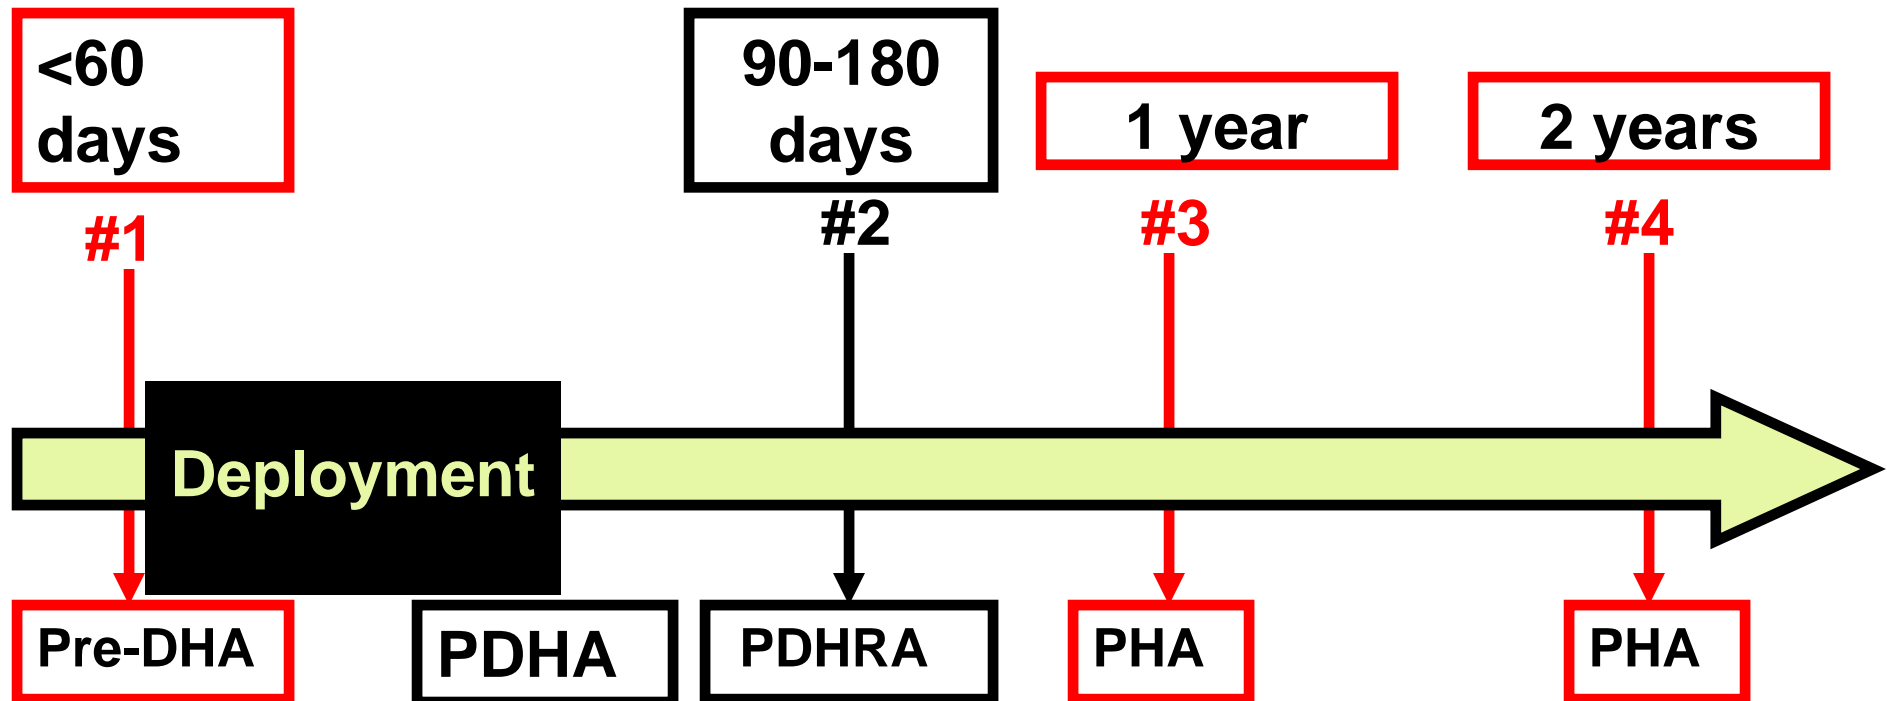 <60
days
90-180
days
1 year
2 years
#1
#2
#3
#4
Deployment
Pre-DHA
PDHA
PDHRA
PHA
PHA